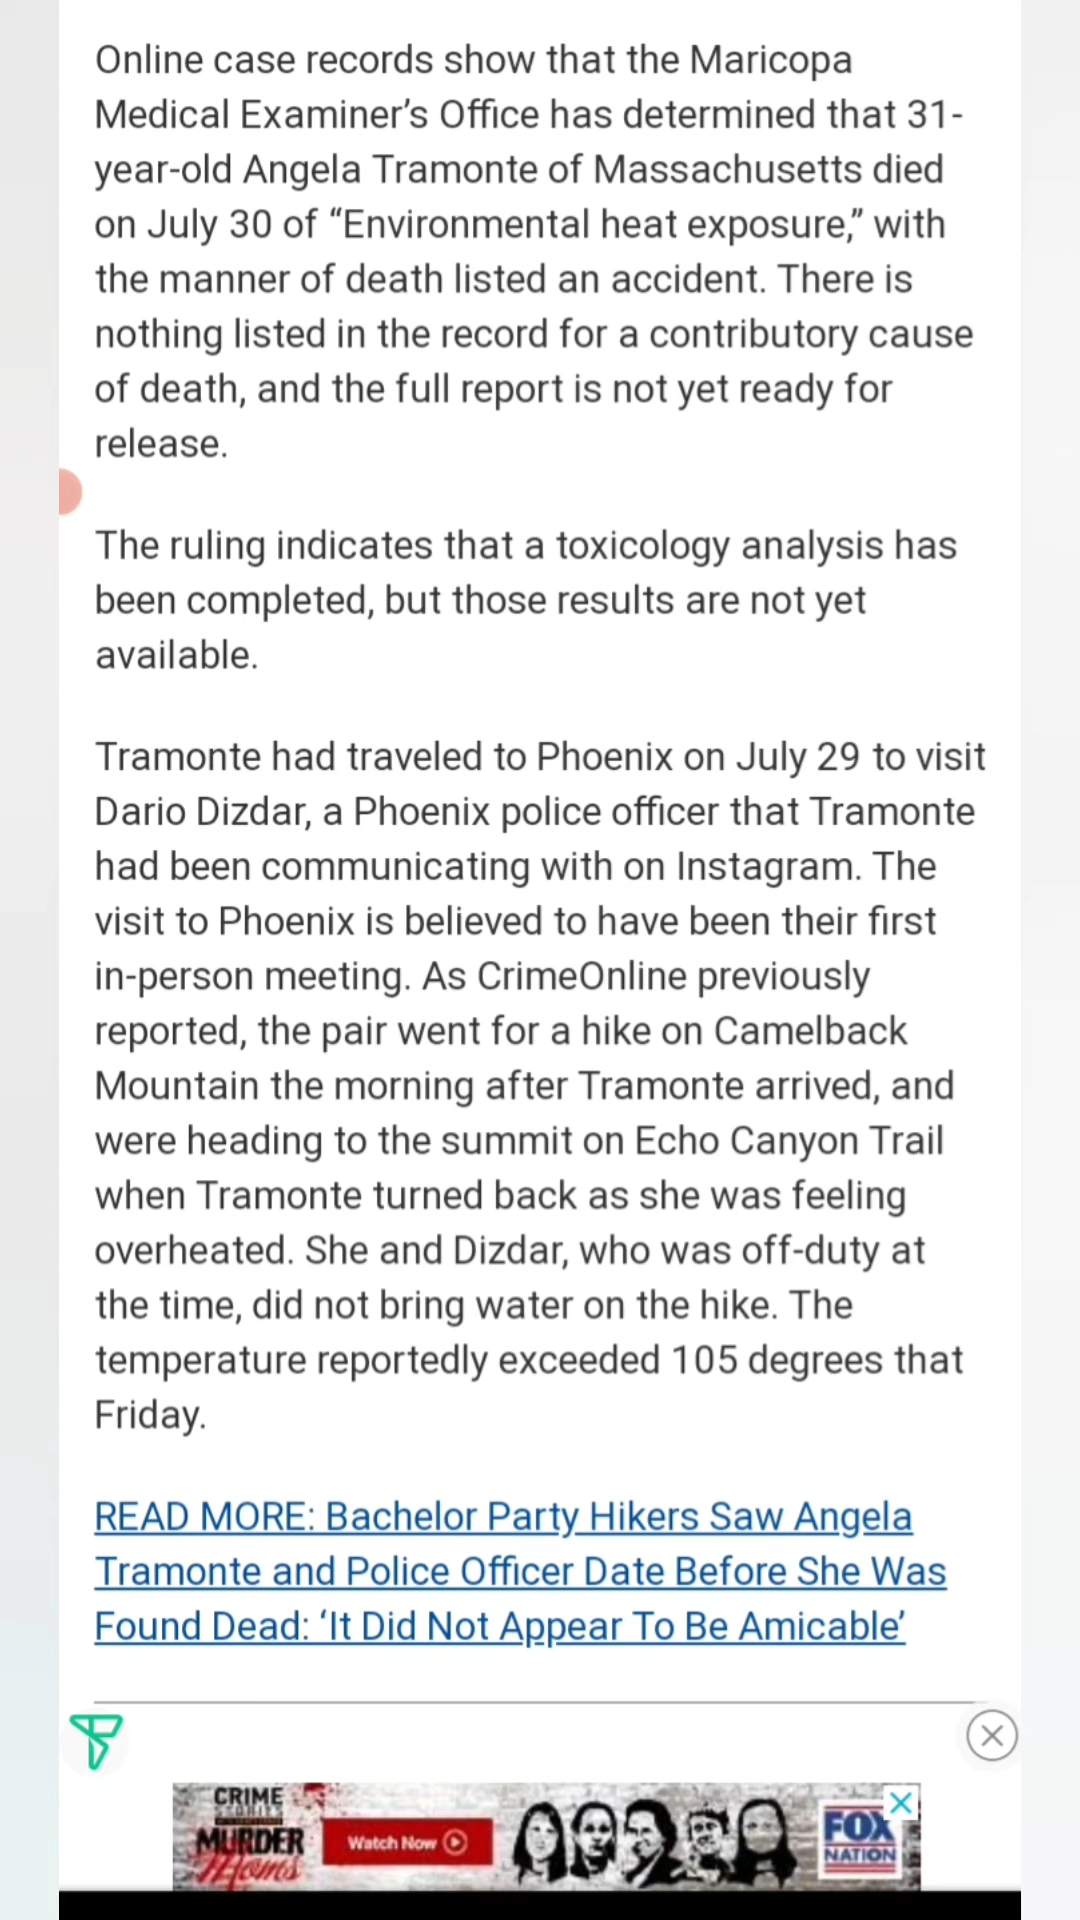 Online case records show that the Maricopa
Medical Examiner’s Office has determined that 31-
year-old Angela Tramonte of Massachusetts died
on July 30 of “Environmental heat exposure,” with
the manner of death listed an accident. There is
nothing listed in the record for a contributory cause
of death, and the full report is not yet ready for
release.
The ruling indicates that a toxicology analysis has
been completed, but those results are not yet
available.
Tramonte had traveled to Phoenix on July 29 to visit
Dario Dizdar, a Phoenix police officer that Tramonte
had been communicating with on Instagram. The
visit to Phoenix is believed to have been their first
in-person meeting. As CrimeOnline previously
reported, the pair went for a hike on Camelback
Mountain the morning after Tramonte arrived, and
were heading to the summit on Echo Canyon Trail
when Tramonte turned back as she was feeling
overheated. She and Dizdar, who was off-duty at
the time, did not bring water on the hike. The
temperature reportedly exceeded 105 degrees that
Friday.
READ MORE: Bachelor Party Hikers Saw Angela
Tramonte and Police Officer Date Before She Was
Found Dead: ‘It Did Not Appear To Be Amicable’
CRIME
STORIES
MURDER
Moms
Watch Now
FOX
NATION